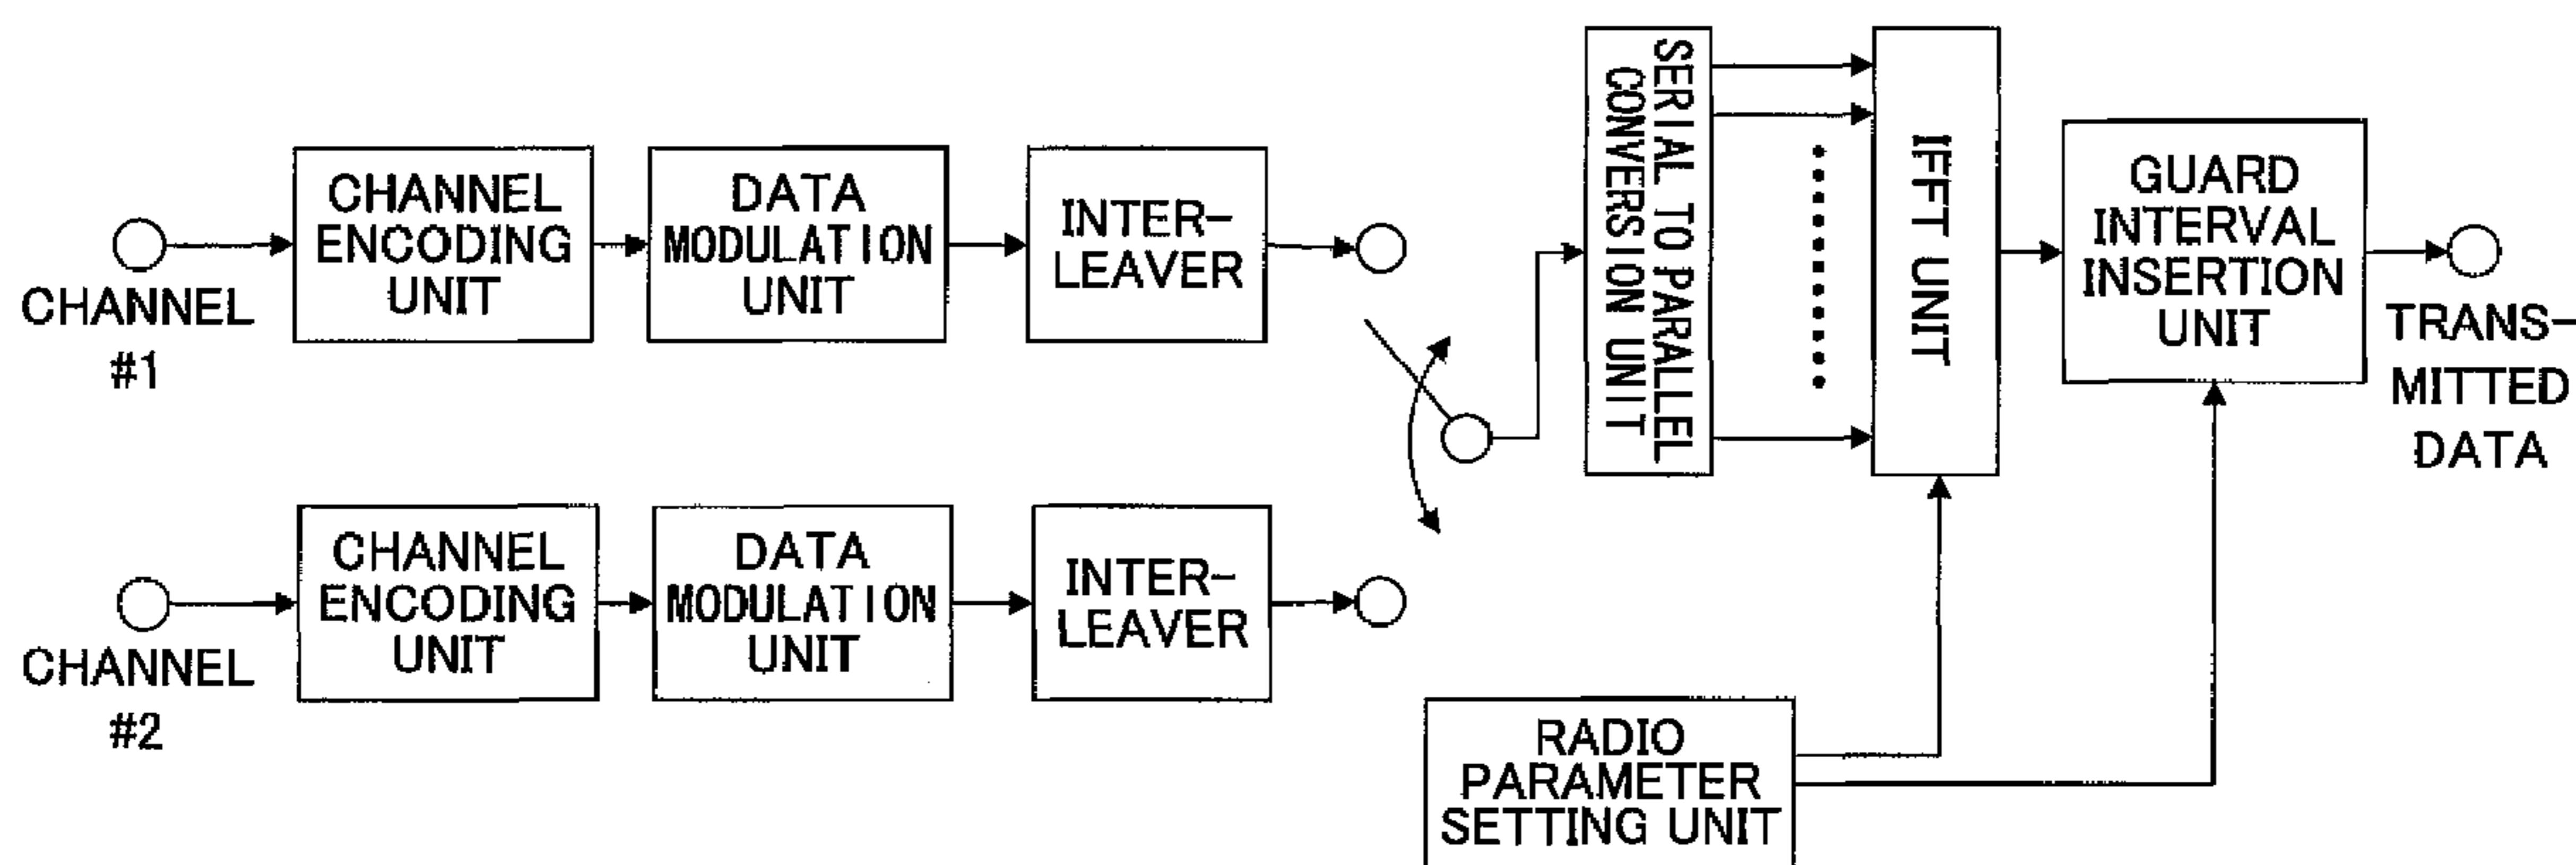 CHANNEL
#1
CHANNEL
ENCODING
UNIT
DATA
MODULATION
UNIT
INTER-
LEAVER
SERIAL TO PARALLEL
CONVERSION UNIT
IFFT UNIT
GUARD
INTERVAL
INSERTION
UNIT
TRANS-
MITTED
DATA
CHANNEL
#2
CHANNEL
ENCODING
UNIT
DATA
MODULATION
UNIT
INTER-
LEAVER
RADIO
PARAMETER
SETTING UNIT